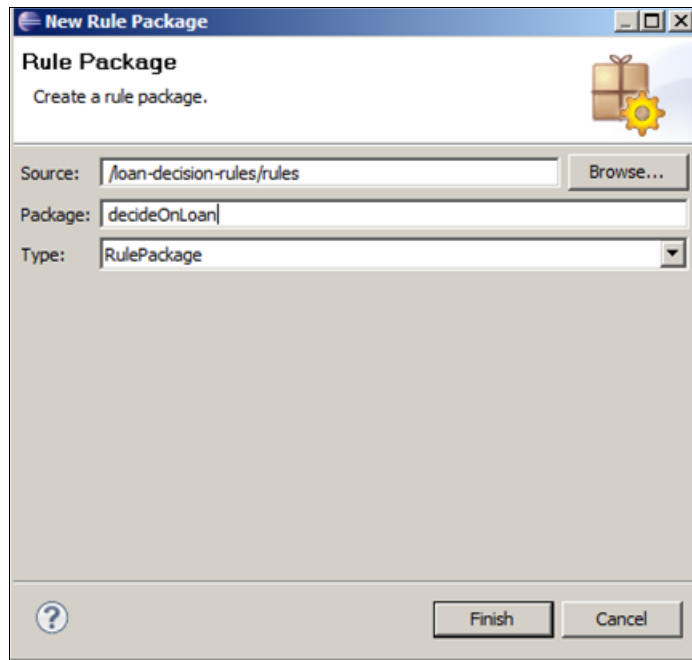 New Rule Package
Rule Package
Create a rule package.
Source: /loan-decision-rules/rules Browse...
Package: decideOnLoan
Type: RulePackage
? Finish Cancel